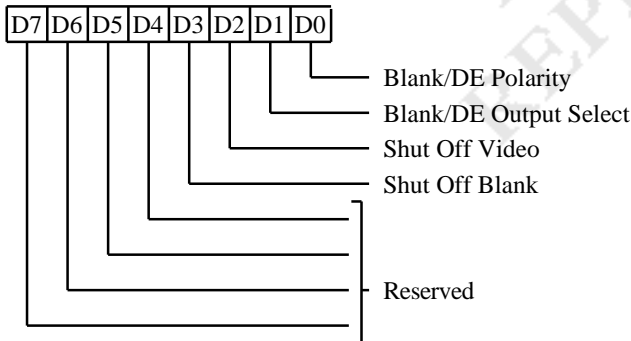 D7 D6 D5 D4 D3 D2 D1 D0
Blank/DE Polarity
Blank/DE Output Select
Shut Off Video
Shut Off Blank
Reserved